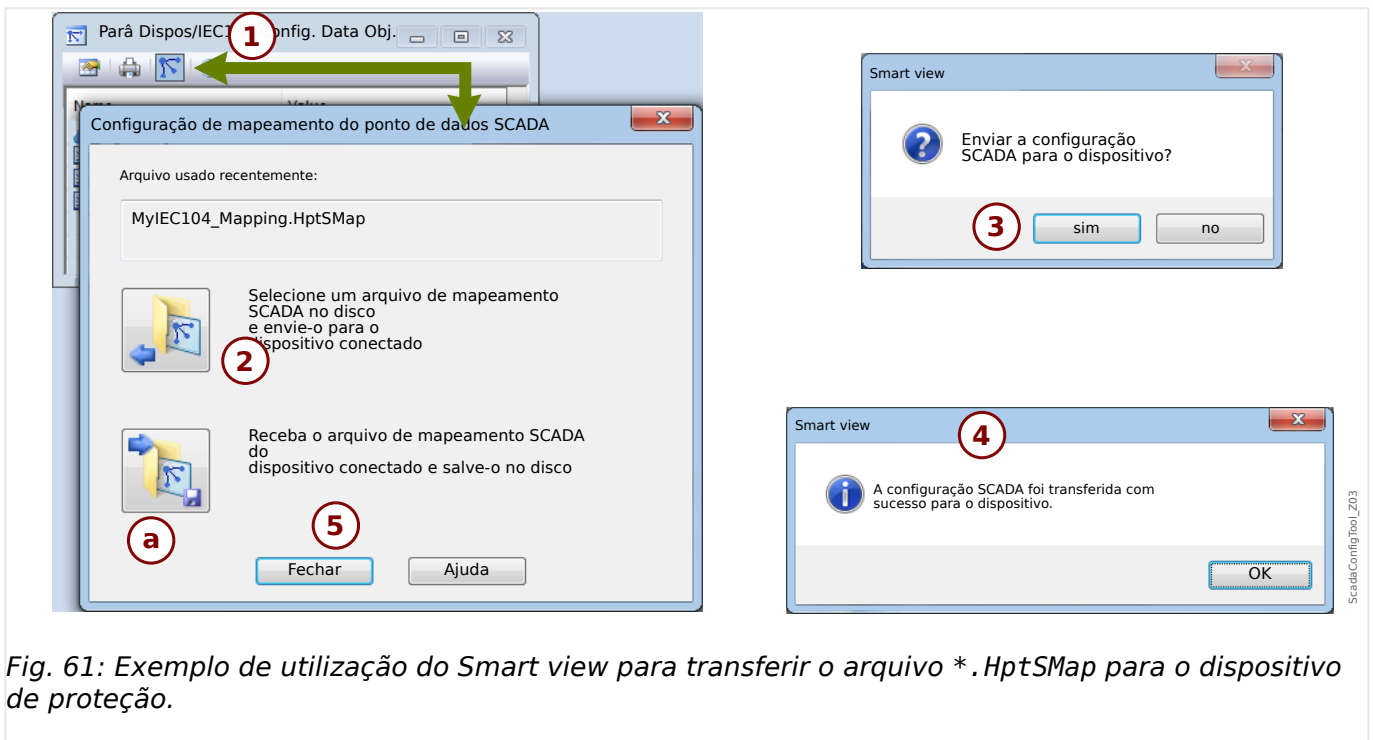 Parâ Dispos/IEC1 onfig. Data Obj.
1
Configuração de mapeamento do ponto de dados SCADA
Arquivo usado recentemente:
MyIEC104_Mapping.HptSMap
Selecione um arquivo de mapeamento
SCADA no disco
e envie-o para o
dispositivo conectado
2
Receba o arquivo de mapeamento SCADA
do
dispositivo conectado e salve-o no disco
a
5
Fechar
Ajuda
Smart view
Enviar a configuração
SCADA para o dispositivo?
3
sim
no
Smart view
4
A configuração SCADA foi transferida com
sucesso para o dispositivo.
OK
ScadaConfigTool_Z03
Fig. 61: Exemplo de utilização do Smart view para transferir o arquivo *.HptSMap para o dispositivo
de proteção.